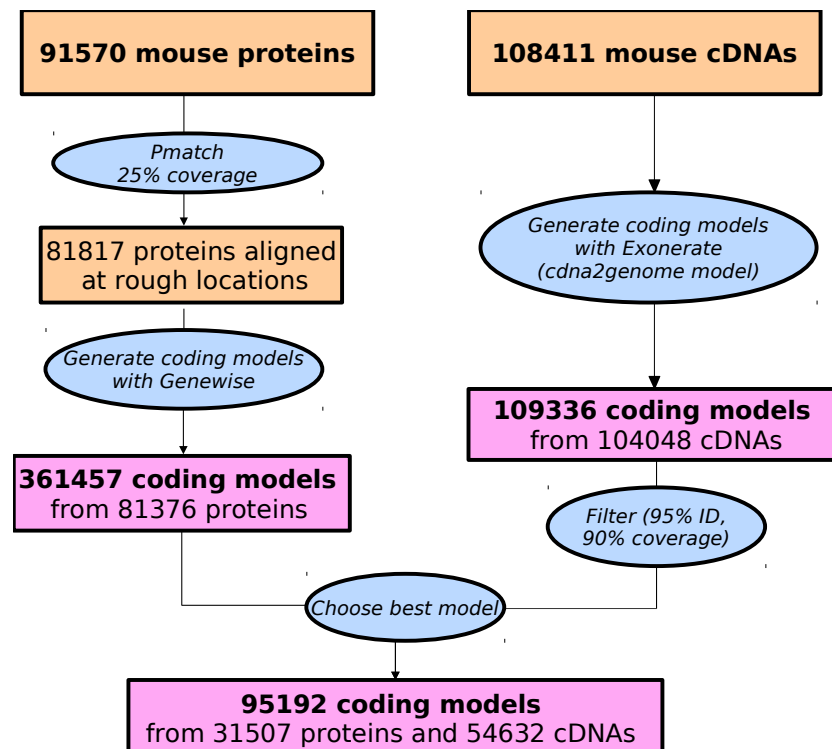 91570 mouse proteins
108411 mouse cDNAs
Pmatch
25% coverage
81817 proteins aligned
at rough locations
Generate coding models
with Exonerate
(cdna2genome model)
Generate coding models
with Genewise
109336 coding models
from 104048 cDNAs
361457 coding models
from 81376 proteins
Filter (95% ID,
90% coverage)
Choose best model
95192 coding models
from 31507 proteins and 54632 cDNAs